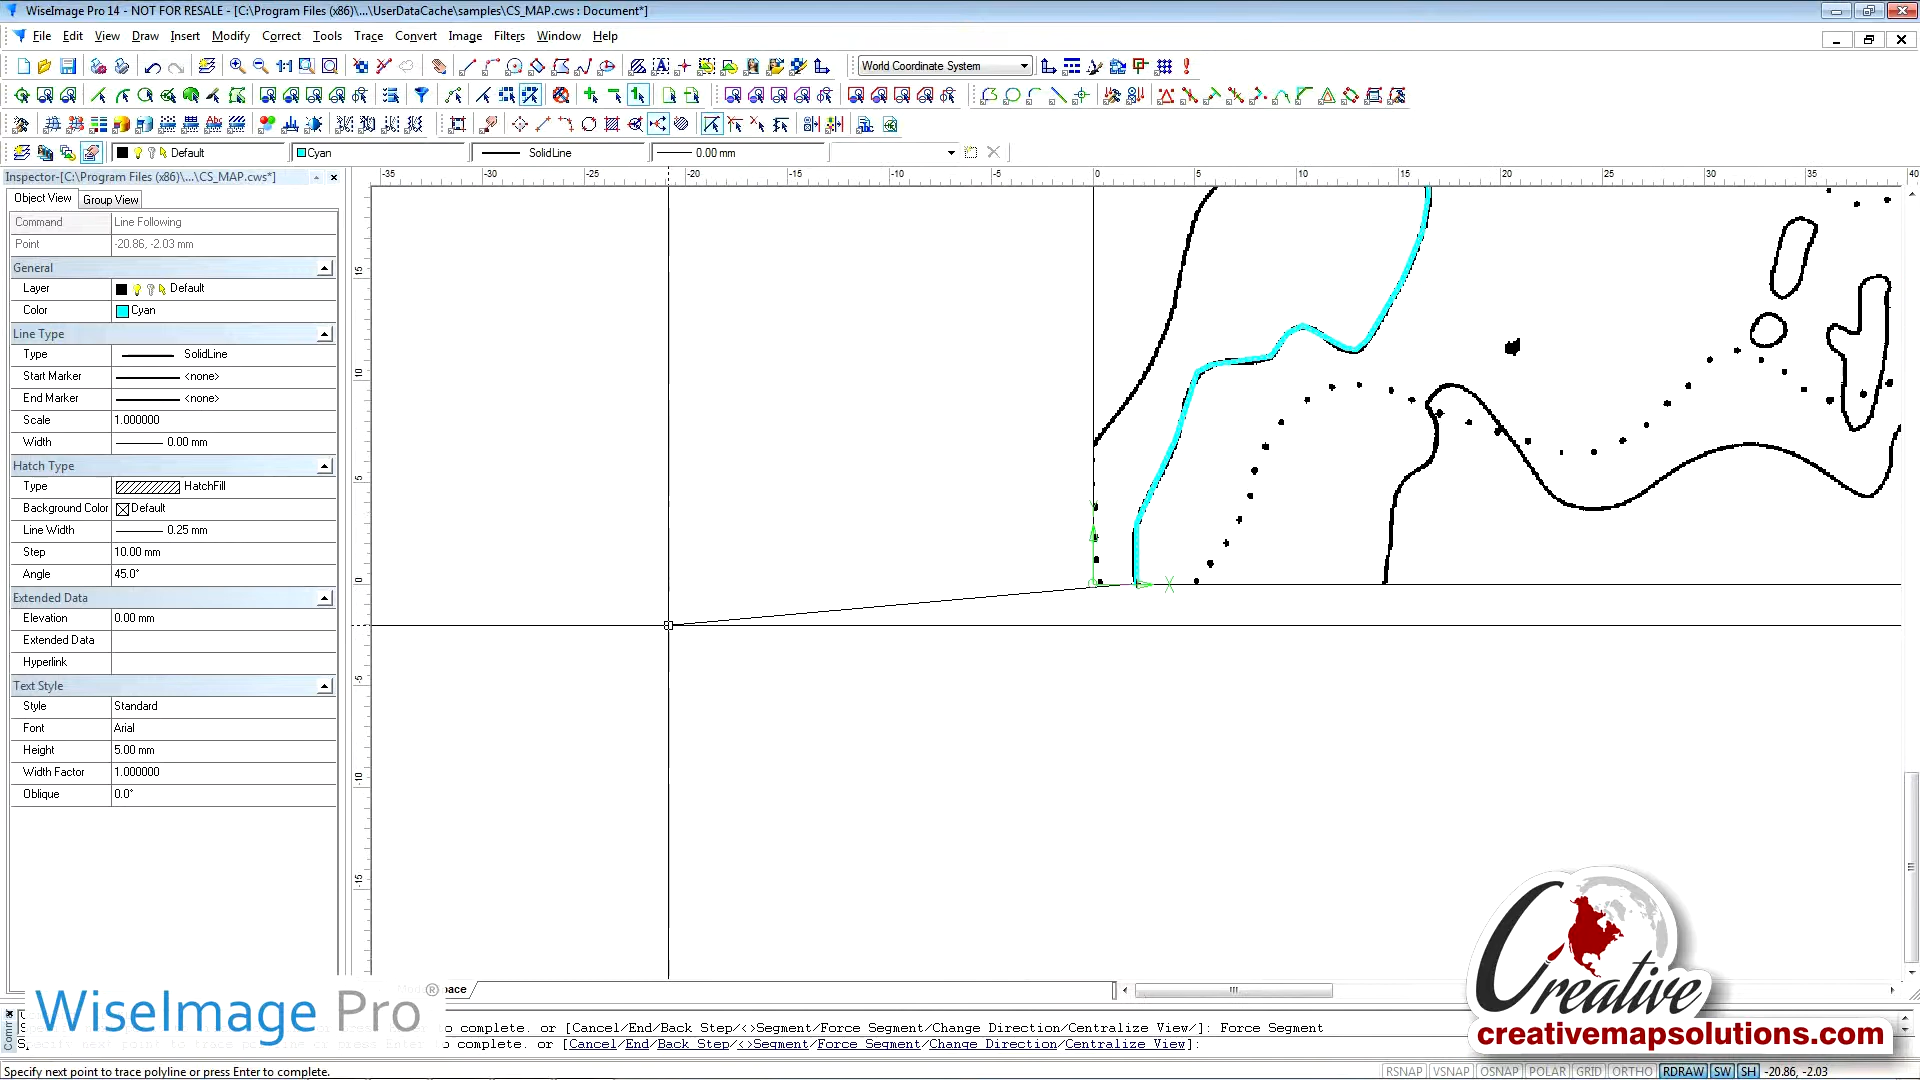 WiseImage Pro 14 - NOT FOR RESALE - [C:\Program Files (x86)\...\UserDataCache\samples\CS_MAP.cws : Document*]
File Edit View Draw Insert Modify Correct Tools Trace Convert Image Filters Window Help
World Coordinate System
Default Cyan SolidLine 0.00 mm
Inspector-[C:\Program Files (x86)\...\CS_MAP.cws*]
Object View Group View
Command Line Following
Point -20.86, -2.03 mm
General
Layer Default
Color Cyan
Line Type
Type SolidLine
Start Marker <none>
End Marker <none>
Scale 1.000000
Width 0.00 mm
Hatch Type
Type HatchFill
Background Color Default
Line Width 0.25 mm
Step 10.00 mm
Angle 45.0°
Extended Data
Elevation 0.00 mm
Extended Data
Hyperlink
Text Style
Style Standard
Font Arial
Height 5.00 mm
Width Factor 1.000000
Oblique 0.0°
-35 -30 -25 -20 -15 -10 -5 0 5 10 15 20 25 30 35 40
15
10
5
0
-5
-10
-15
Y
X
WiseImage Pro®
Creative
creativemapsolutions.com
to complete. or [Cancel/End/Back Step/<>Segment/Force Segment/Change Direction/Centralize View/]: Force Segment
to complete. or [Cancel/End/Back Step/<>Segment/Force Segment/Change Direction/Centralize View]:
Specify next point to trace polyline or press Enter to complete.
RSNAP VSNAP OSNAP POLAR GRID ORTHO RDRAW SW SH -20.86, -2.03